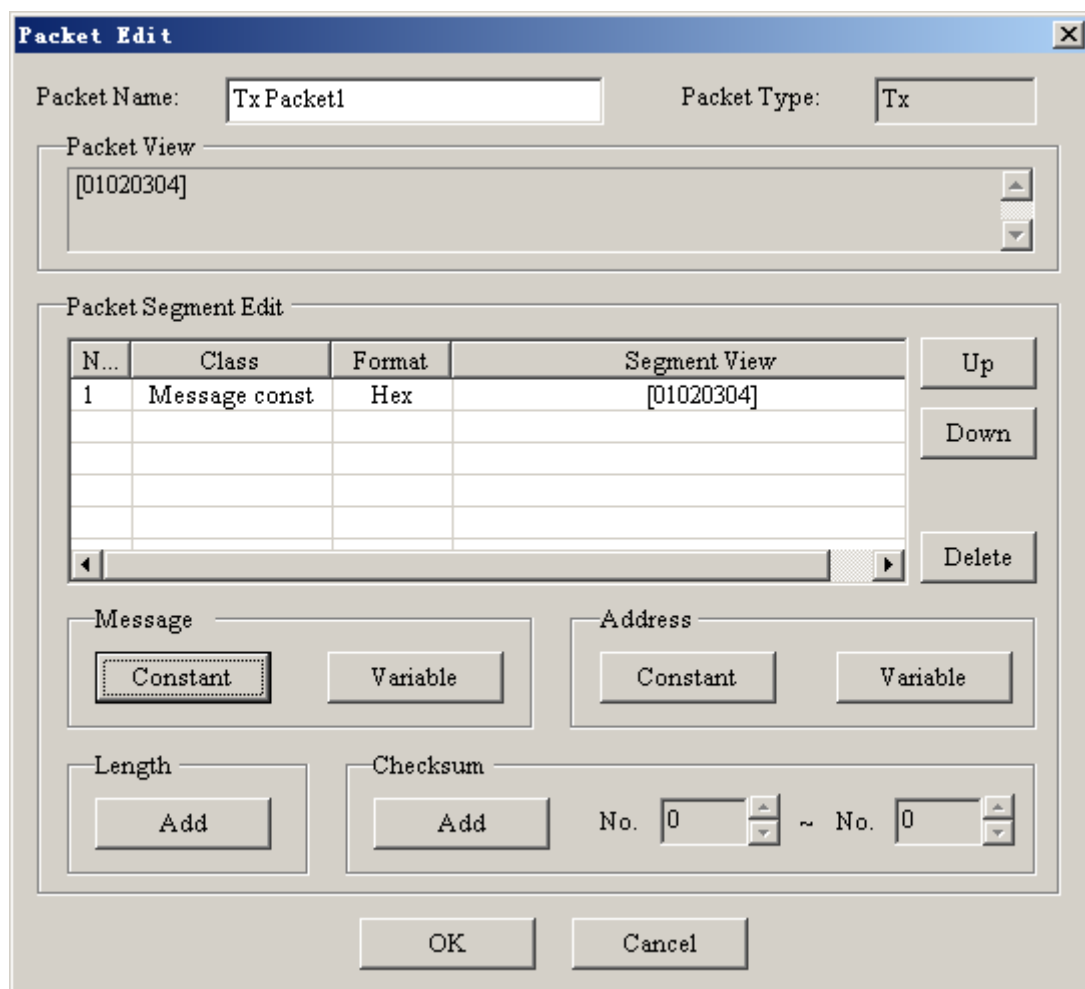 Packet Edit
Packet Name: Tx Packet1 Packet Type: Tx
Packet View
[01020304]
Packet Segment Edit
N... Class Format Segment View
1 Message const Hex [01020304]
Up
Down
Delete
Message
Constant Variable
Address
Constant Variable
Length
Add
Checksum
Add No. 0 ~ No. 0
OK Cancel